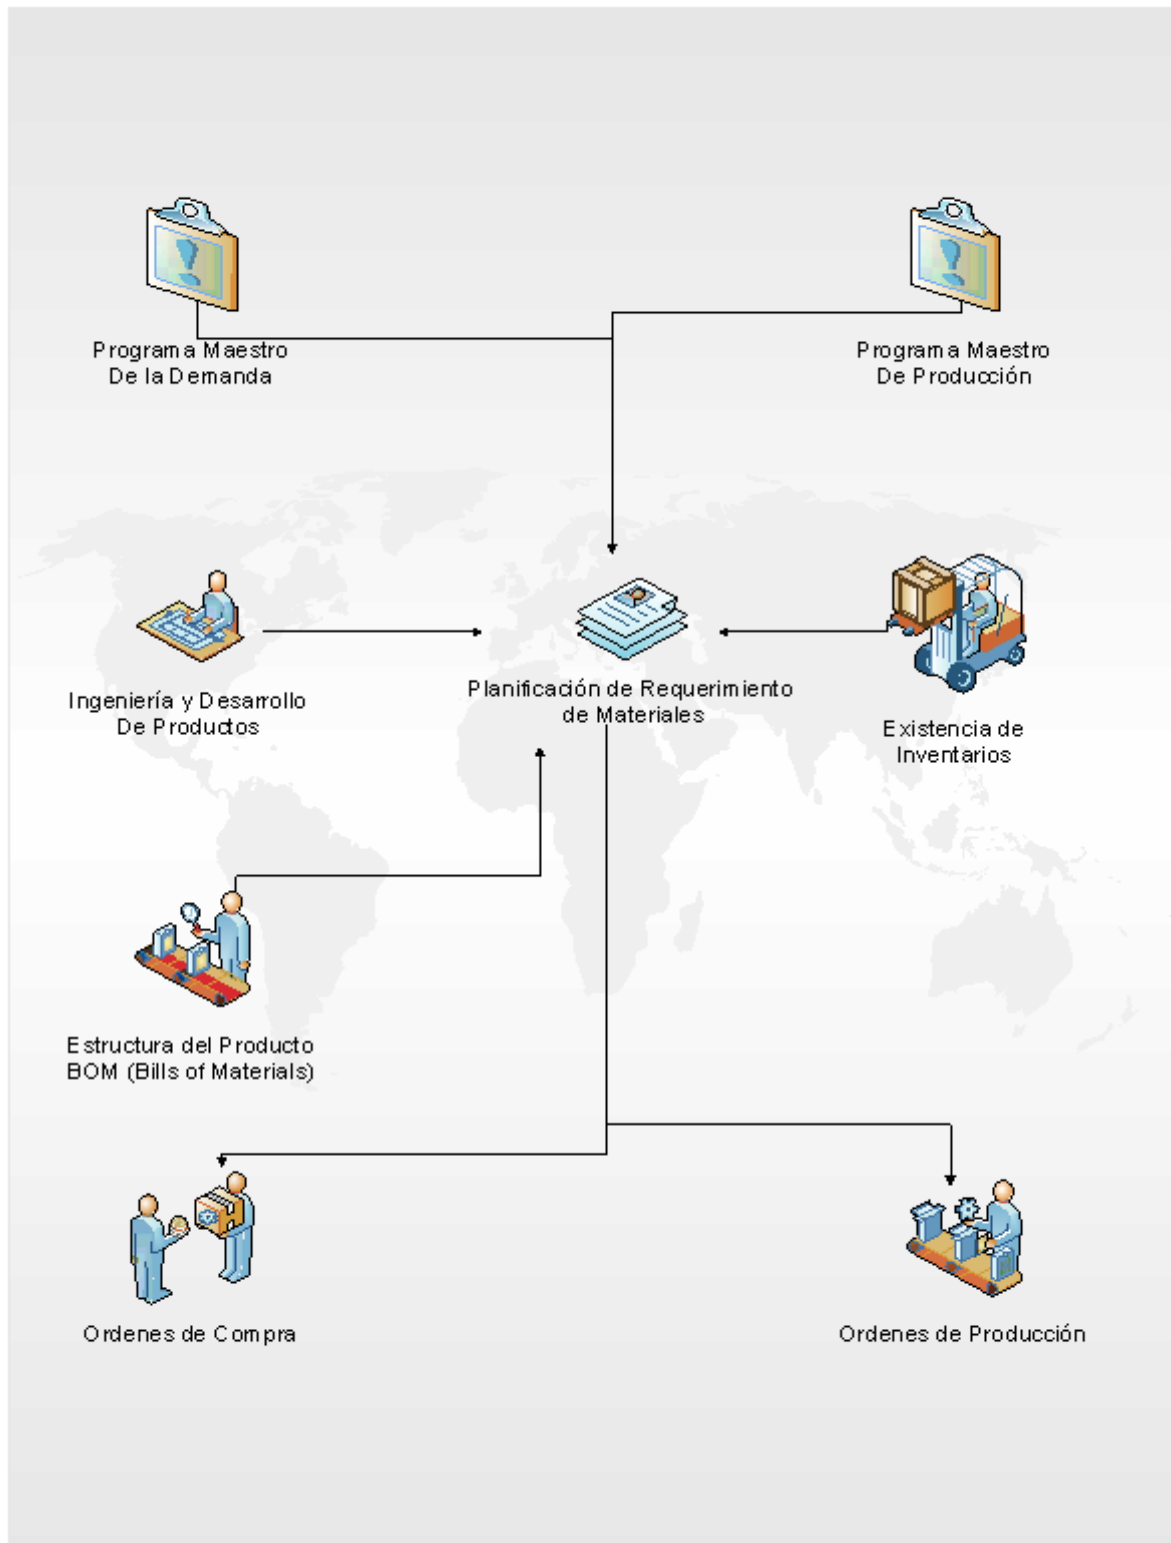 Programa Maestro
De la Demanda
Programa Maestro
De Producción
Ingeniería y Desarrollo
De Productos
Planificación de Requerimiento
de Materiales
Existencia de
Inventarios
Estructura del Producto
BOM (Bills of Materials)
Ordenes de Compra
Ordenes de Producción